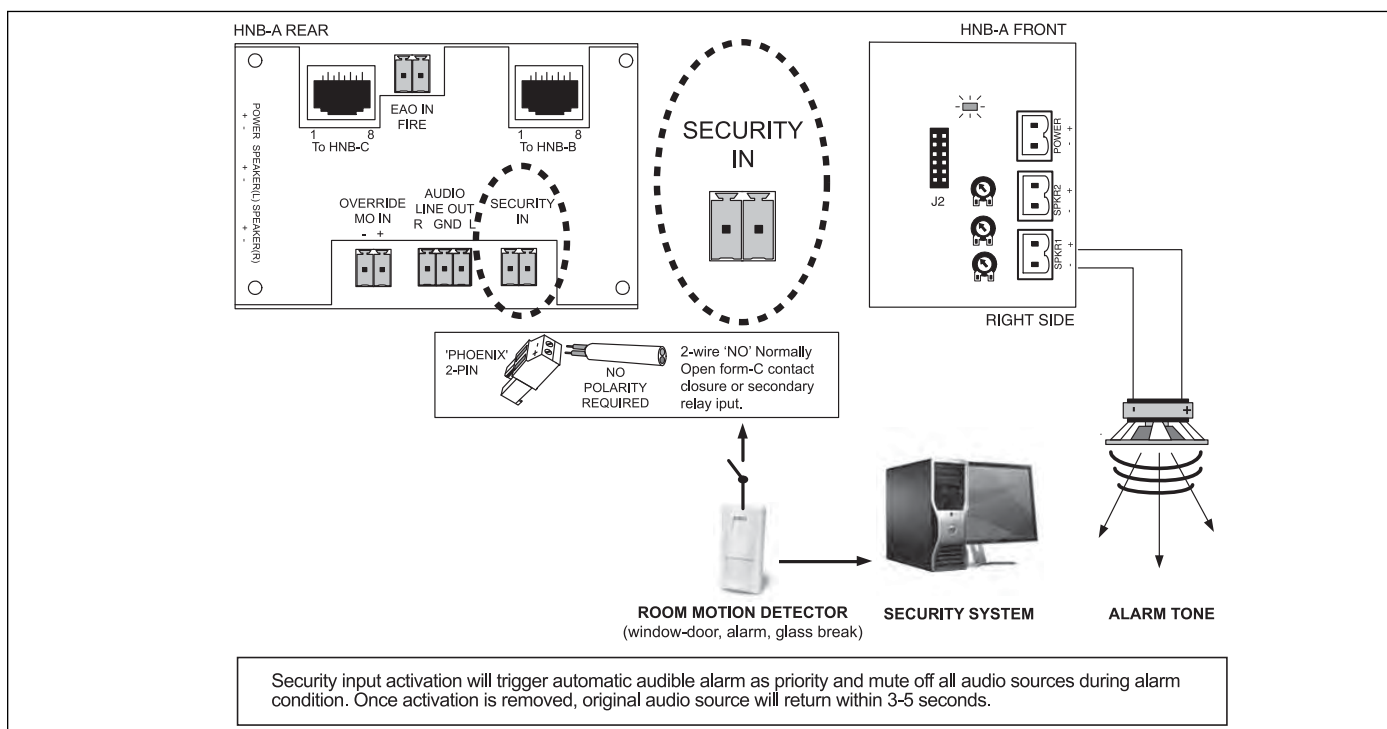 HNB-A REAR
EAO IN
FIRE
1 8
To HNB-C
1 8
To HNB-B
POWER SPEAKER(L) SPEAKER(R)
+ - + - + -
OVERRIDE
MO IN
- +
AUDIO
LINE OUT
R GND L
SECURITY
IN
SECURITY
IN
HNB-A FRONT
J2
POWER
+
-
SPKR2
+
-
SPKR1
+
-
RIGHT SIDE
'PHOENIX'
2-PIN
- +
NO
POLARITY
REQUIRED
2-wire ‘NO’ Normally
Open form-C contact
closure or secondary
relay iput.
- +
ROOM MOTION DETECTOR
(window-door, alarm, glass break)
SECURITY SYSTEM
ALARM TONE
Security input activation will trigger automatic audible alarm as priority and mute off all audio sources during alarm
condition. Once activation is removed, original audio source will return within 3-5 seconds.